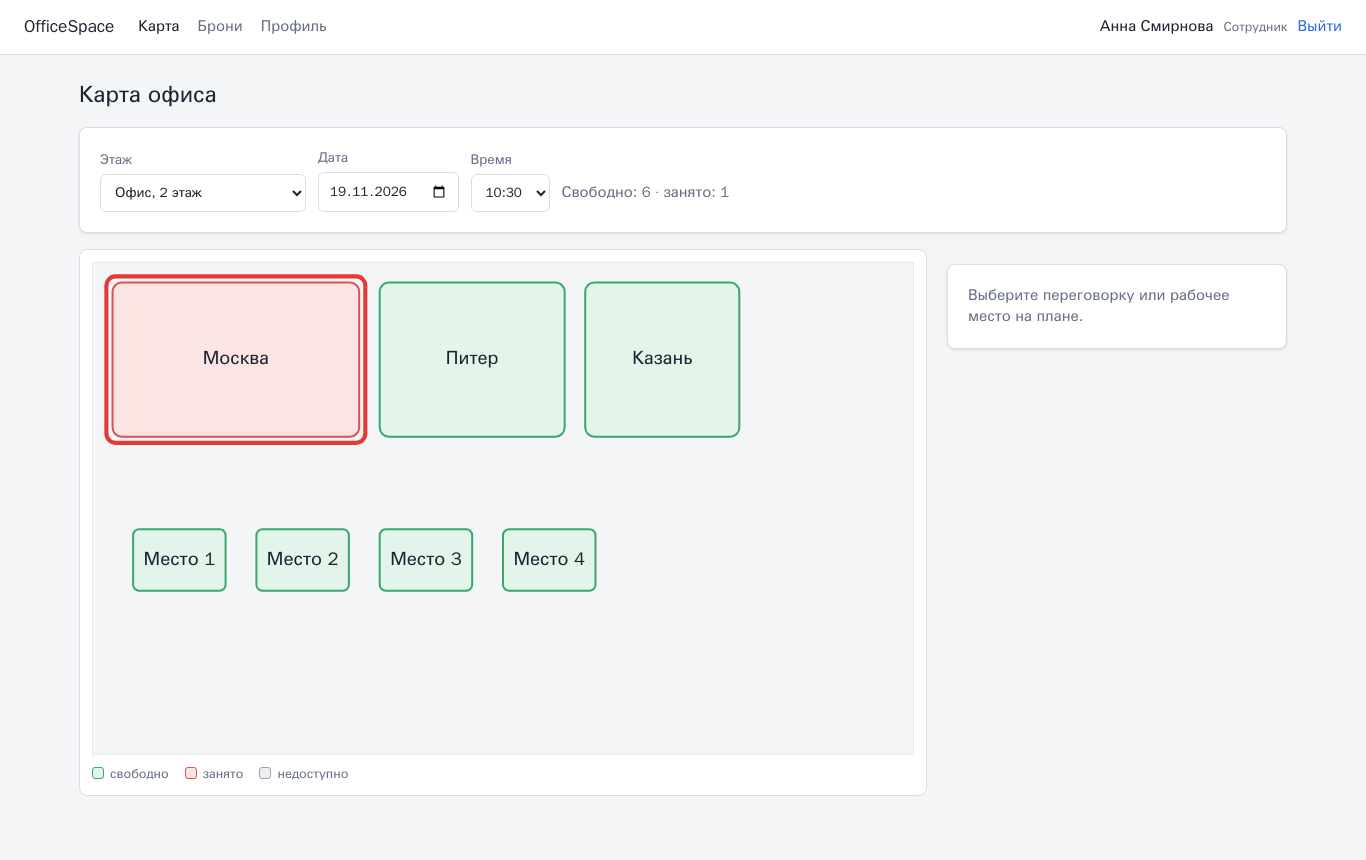 OfficeSpace Карта Брони Профиль Анна Смирнова Сотрудник Выйти
Карта офиса
Этаж Дата Время
Офис, 2 этаж 19.11.2026 10:30 Свободно: 6 · занято: 1
Москва Питер Казань
Место 1 Место 2 Место 3 Место 4
свободно занято недоступно
Выберите переговорку или рабочее
место на плане.